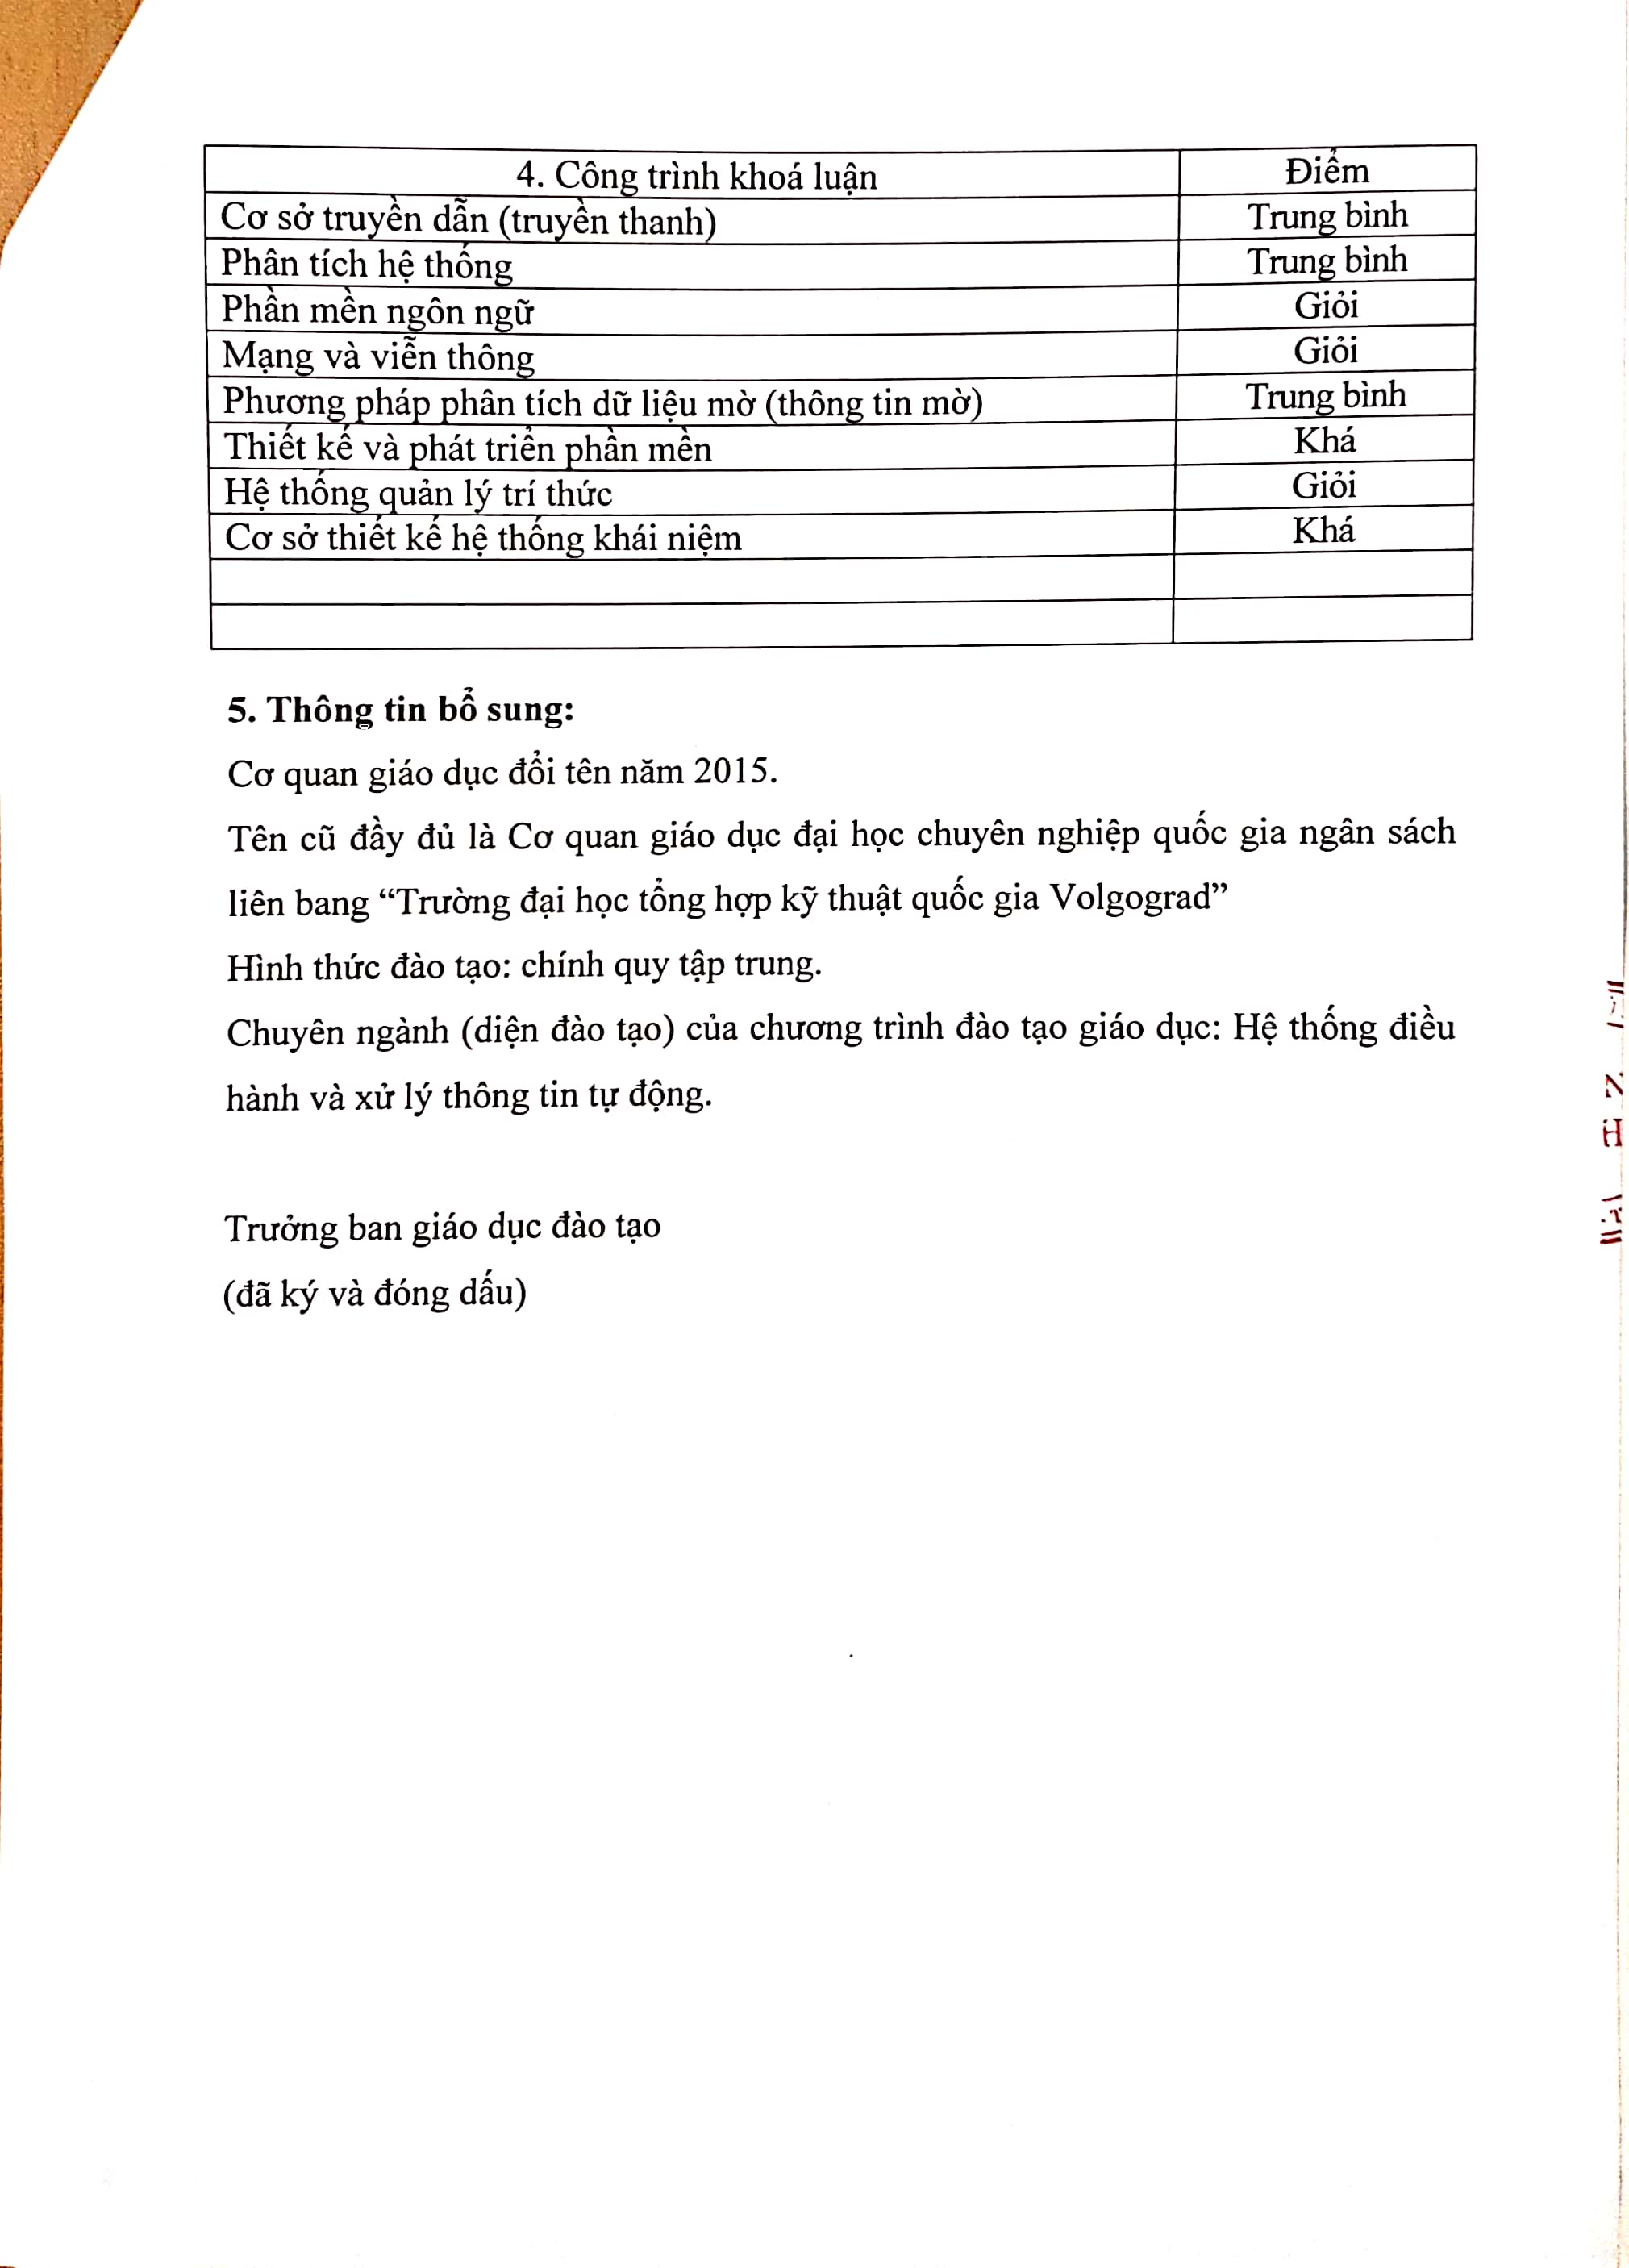 4. Công trình khoá luận Điểm
Cơ sở truyền dẫn (truyền thanh) Trung bình
Phân tích hệ thống Trung bình
Phần mền ngôn ngữ Giỏi
Mạng và viễn thông Giỏi
Phương pháp phân tích dữ liệu mờ (thông tin mờ) Trung bình
Thiết kế và phát triển phần mền Khá
Hệ thống quản lý trí thức Giỏi
Cơ sở thiết kế hệ thống khái niệm Khá
5. Thông tin bổ sung:
Cơ quan giáo dục đổi tên năm 2015.
Tên cũ đầy đủ là Cơ quan giáo dục đại học chuyên nghiệp quốc gia ngân sách
liên bang “Trường đại học tổng hợp kỹ thuật quốc gia Volgograd”
Hình thức đào tạo: chính quy tập trung.
Chuyên ngành (diện đào tạo) của chương trình đào tạo giáo dục: Hệ thống điều
hành và xử lý thông tin tự động.
Trưởng ban giáo dục đào tạo
(đã ký và đóng dấu)